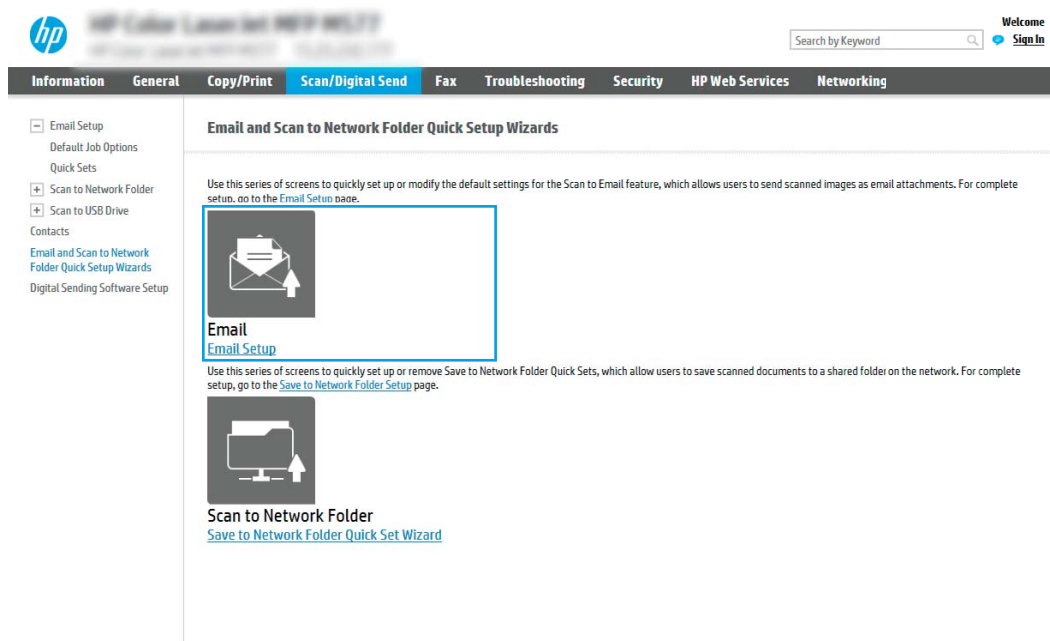 hp
Welcome
Search by Keyword
Sign In
Information General Copy/Print Scan/Digital Send Fax Troubleshooting Security HP Web Services Networking
Email Setup
Default Job Options
Quick Sets
Scan to Network Folder
Scan to USB Drive
Contacts
Email and Scan to Network
Folder Quick Setup Wizards
Digital Sending Software Setup
Email and Scan to Network Folder Quick Setup Wizards
Use this series of screens to quickly set up or modify the default settings for the Scan to Email feature, which allows users to send scanned images as email attachments. For complete
setup, go to the Email Setup page.
Email
Email Setup
Use this series of screens to quickly set up or remove Save to Network Folder Quick Sets, which allow users to save scanned documents to a shared folder on the network. For complete
setup, go to the Save to Network Folder Setup page.
Scan to Network Folder
Save to Network Folder Quick Set Wizard